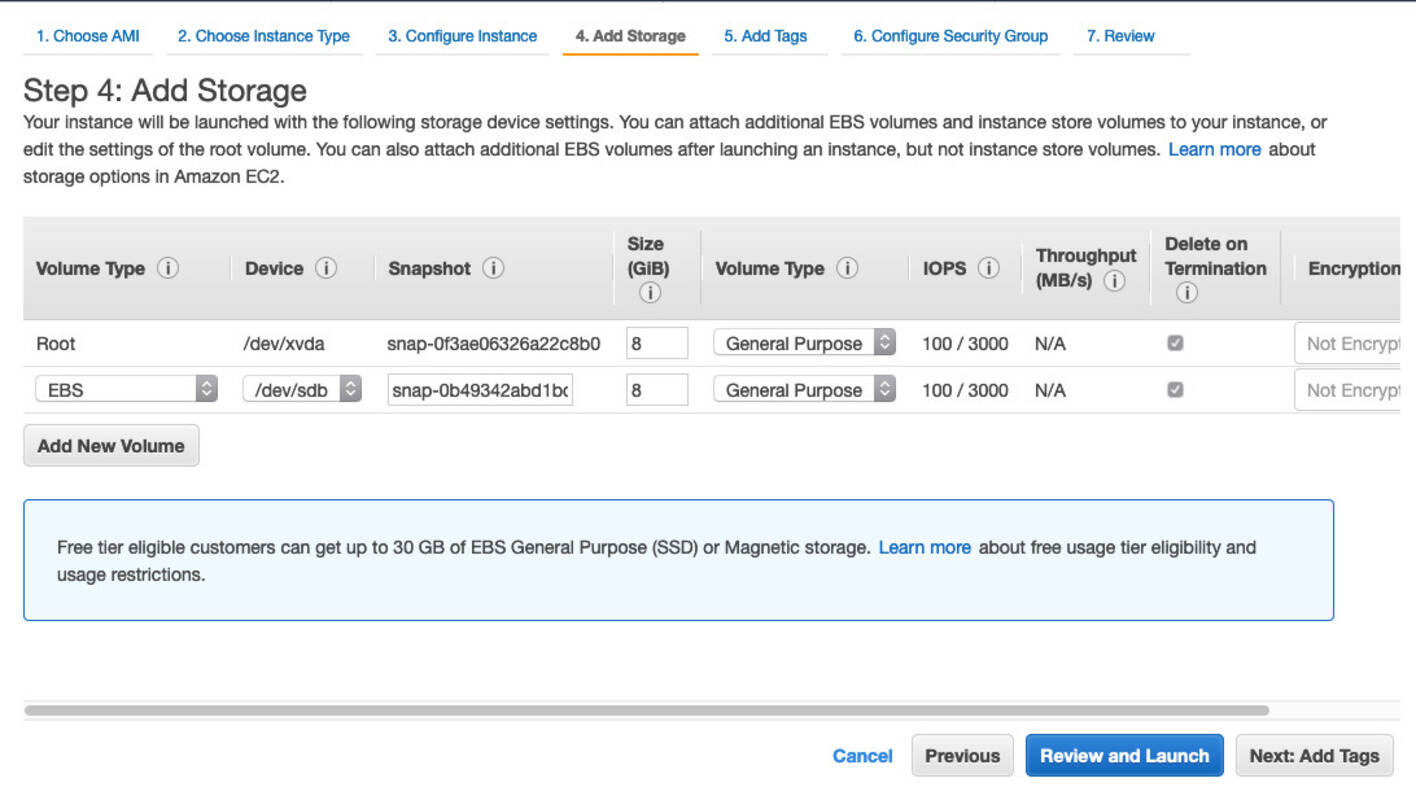 1. Choose AMI 2. Choose Instance Type 3. Configure Instance 4. Add Storage 5. Add Tags 6. Configure Security Group 7. Review
Step 4: Add Storage
Your instance will be launched with the following storage device settings. You can attach additional EBS volumes and instance store volumes to your instance, or
edit the settings of the root volume. You can also attach additional EBS volumes after launching an instance, but not instance store volumes. Learn more about
storage options in Amazon EC2.
Volume Type Device Snapshot Size (GiB) Volume Type IOPS Throughput (MB/s) Delete on Termination Encryption
Root /dev/xvda snap-0f3ae06326a22c8b0 8 General Purpose 100 / 3000 N/A Not Encryp
EBS /dev/sdb snap-0b49342abd1bc 8 General Purpose 100 / 3000 N/A Not Encryp
Add New Volume
Free tier eligible customers can get up to 30 GB of EBS General Purpose (SSD) or Magnetic storage. Learn more about free usage tier eligibility and
usage restrictions.
Cancel Previous Review and Launch Next: Add Tags